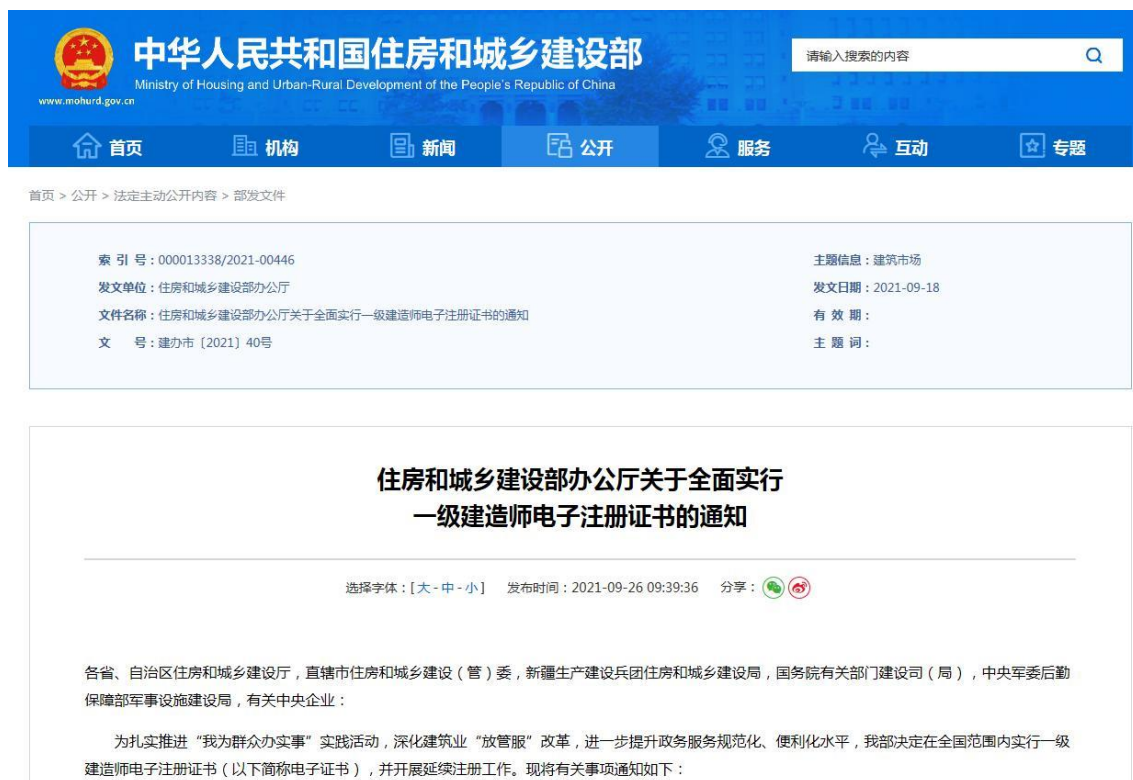 中华人民共和国住房和城乡建设部
Ministry of Housing and Urban-Rural Development of the People's Republic of China
www.mohurd.gov.cn
请输入搜索的内容
首页 机构 新闻 公开 服务 互动 专题
首页 > 公开 > 法定主动公开内容 > 部发文件
索 引 号：000013338/2021-00446 主题信息：建筑市场
发文单位：住房和城乡建设部办公厅 发文日期：2021-09-18
文件名称：住房和城乡建设部办公厅关于全面实行一级建造师电子注册证书的通知 有 效 期：
文 号：建办市〔2021〕40号 主 题 词：
住房和城乡建设部办公厅关于全面实行
一级建造师电子注册证书的通知
选择字体：[大-中-小] 发布时间：2021-09-26 09:39:36 分享：
各省、自治区住房和城乡建设厅，直辖市住房和城乡建设（管）委，新疆生产建设兵团住房和城乡建设局，国务院有关部门建设司（局），中央军委后勤
保障部军事设施建设局，有关中央企业：
为扎实推进“我为群众办实事”实践活动，深化建筑业“放管服”改革，进一步提升政务服务规范化、便利化水平，我部决定在全国范围内实行一级
建造师电子注册证书（以下简称电子证书），并开展延续注册工作。现将有关事项通知如下：